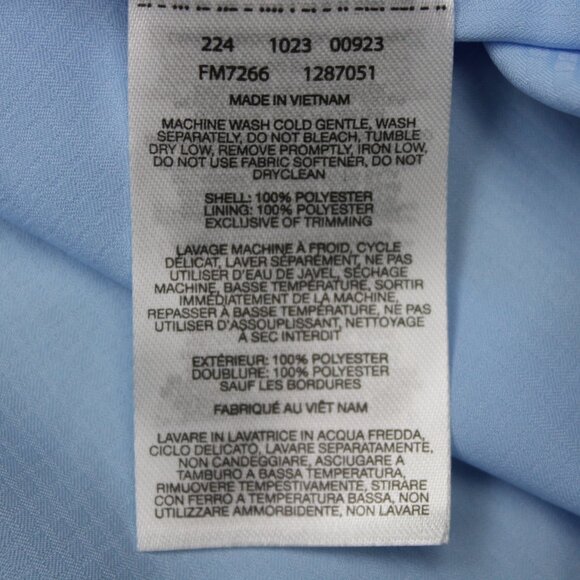 224 1023 00923
FM7266 1287051
MADE IN VIETNAM
MACHINE WASH COLD GENTLE, WASH
SEPARATELY, DO NOT BLEACH, TUMBLE
DRY LOW, REMOVE PROMPTLY, IRON LOW,
DO NOT USE FABRIC SOFTENER, DO NOT
DRYCLEAN
SHELL: 100% POLYESTER
LINING: 100% POLYESTER
EXCLUSIVE OF TRIMMING
LAVAGE MACHINE À FROID, CYCLE
DÉLICAT, LAVER SÉPARÉMENT, NE PAS
UTILISER D'EAU DE JAVEL, SÉCHAGE
MACHINE, BASSE TEMPÉRATURE, SORTIR
IMMÉDIATEMENT DE LA MACHINE,
REPASSER À BASSE TEMPÉRATURE, NE PAS
UTILISER D'ASSOUPLISSANT, NETTOYAGE
À SEC INTERDIT
EXTÉRIEUR: 100% POLYESTER
DOUBLURE: 100% POLYESTER
SAUF LES BORDURES
FABRIQUÉ AU VIÊT NAM
LAVARE IN LAVATRICE IN ACQUA FREDDA,
CICLO DELICATO, LAVARE SEPARATAMENTE,
NON CANDEGGIARE, ASCIUGARE A
TAMBURO A BASSA TEMPERATURA,
RIMUOVERE TEMPESTIVAMENTE, STIRARE
CON FERRO A TEMPERATURA BASSA, NON
UTILIZZARE AMMORBIDENTE, NON LAVARE